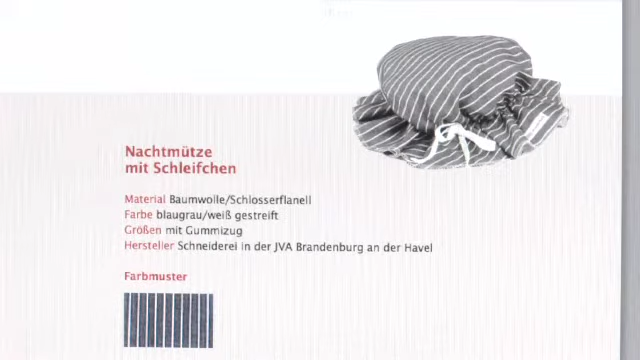 Nachtmütze
mit Schleifchen
Material Baumwolle/Schlosserflanell
Farbe blaugrau/weiß gestreift
Größen mit Gummizug
Hersteller Schneiderei in der JVA Brandenburg an der Havel
Farbmuster